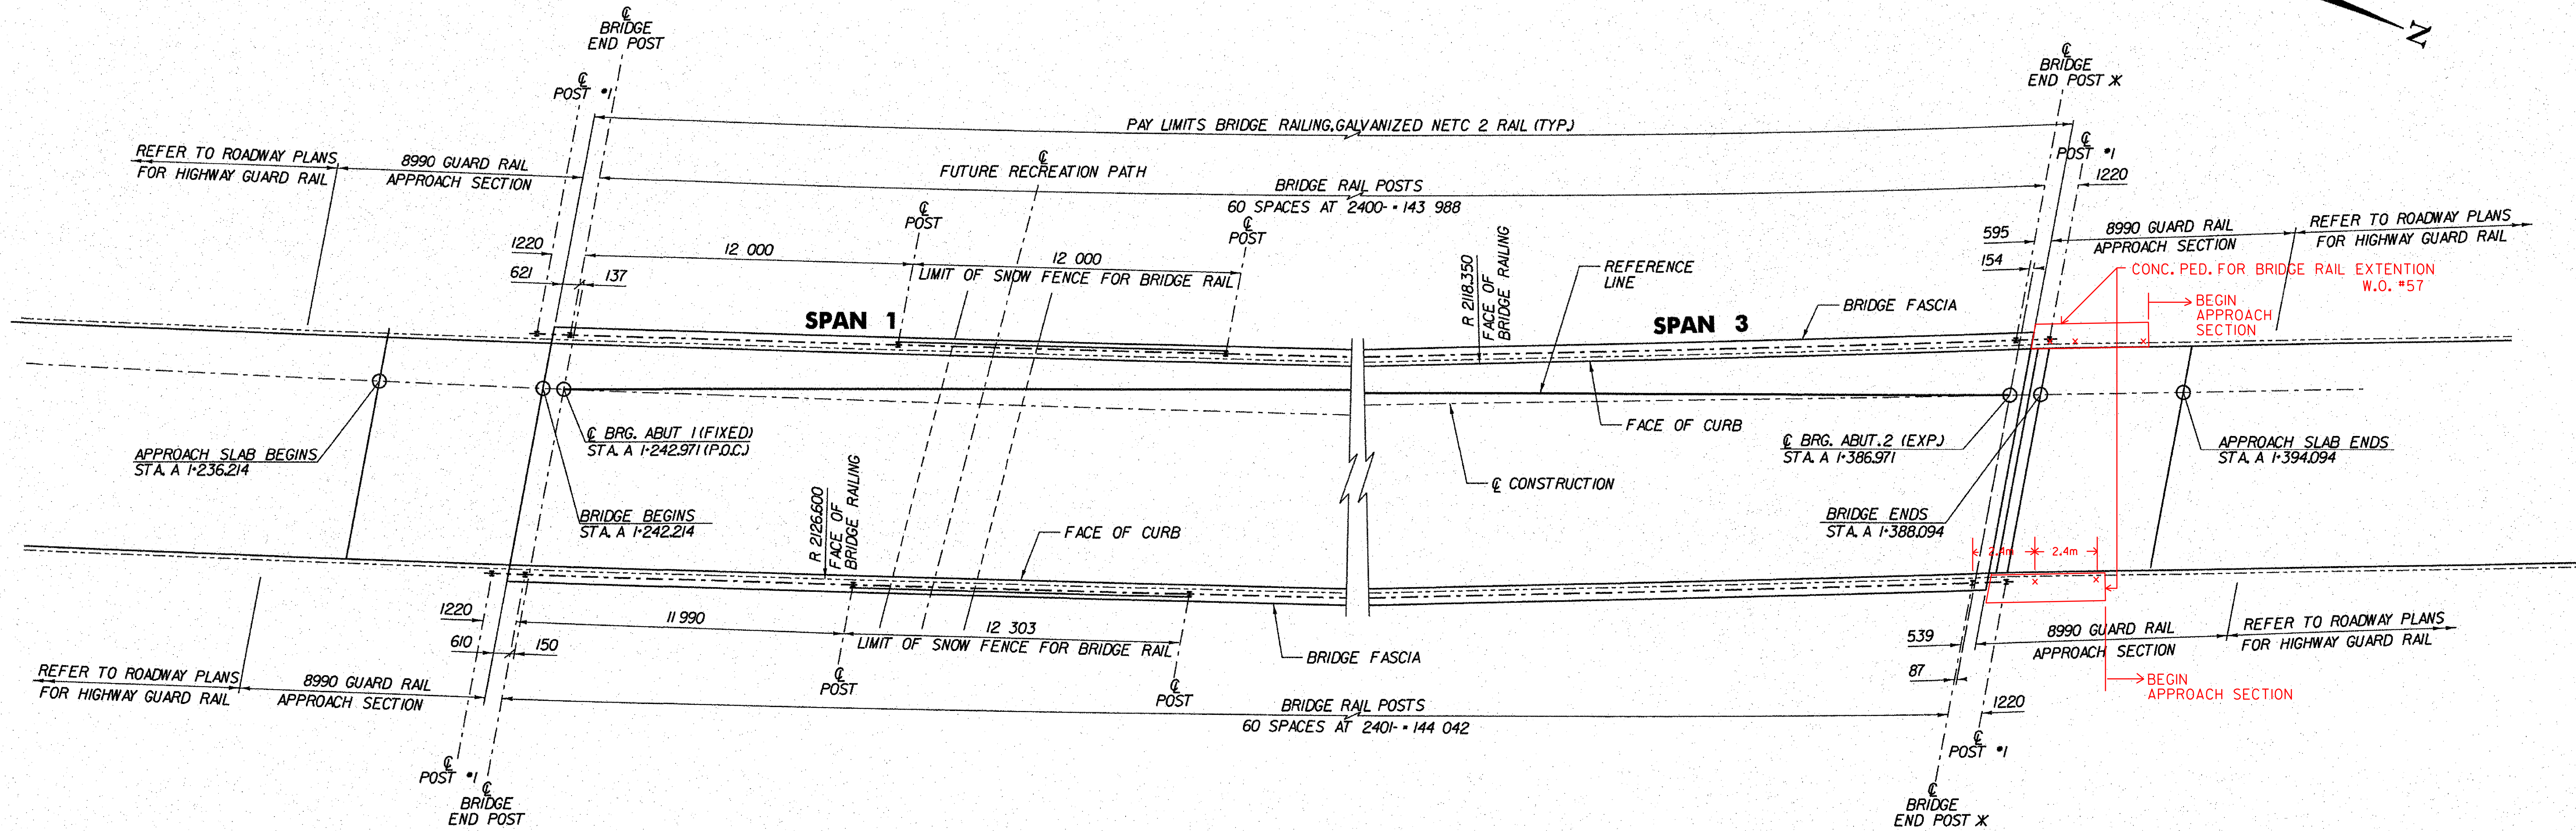 N
℄
BRIDGE
END POST
℄
POST #1
℄
BRIDGE
END POST Ж
℄
POST #1
PAY LIMITS BRIDGE RAILING, GALVANIZED NETC 2 RAIL (TYP.)
REFER TO ROADWAY PLANS
FOR HIGHWAY GUARD RAIL
8990 GUARD RAIL
APPROACH SECTION
℄
FUTURE RECREATION PATH
BRIDGE RAIL POSTS
60 SPACES AT 2400- = 143 988
1220
℄
POST
℄
POST
8990 GUARD RAIL
APPROACH SECTION
REFER TO ROADWAY PLANS
FOR HIGHWAY GUARD RAIL
1220
621
137
12 000
12 000
LIMIT OF SNOW FENCE FOR BRIDGE RAIL
R 2118.350
FACE OF
BRIDGE RAILING
REFERENCE
LINE
595
154
CONC. PED. FOR BRIDGE RAIL EXTENTION
W.O. #57
BEGIN
APPROACH
SECTION
SPAN 1
SPAN 3
BRIDGE FASCIA
FACE OF CURB
APPROACH SLAB BEGINS
STA. A 1+236.214
℄ BRG. ABUT 1 (FIXED)
STA. A 1+242.971 (P.O.C.)
℄ BRG. ABUT. 2 (EXP.)
STA. A 1+386.971
APPROACH SLAB ENDS
STA. A 1+394.094
℄ CONSTRUCTION
BRIDGE BEGINS
STA. A 1+242.214
R 2126.600
FACE OF
BRIDGE RAILING
FACE OF CURB
BRIDGE ENDS
STA. A 1+388.094
2.4m
2.4m
1220
610
150
11 990
12 303
LIMIT OF SNOW FENCE FOR BRIDGE RAIL
BRIDGE FASCIA
539
87
8990 GUARD RAIL
APPROACH SECTION
REFER TO ROADWAY PLANS
FOR HIGHWAY GUARD RAIL
REFER TO ROADWAY PLANS
FOR HIGHWAY GUARD RAIL
8990 GUARD RAIL
APPROACH SECTION
℄
POST
℄
POST
BEGIN
APPROACH SECTION
BRIDGE RAIL POSTS
60 SPACES AT 2401- = 144 042
1220
℄
POST #1
℄
POST #1
℄
BRIDGE
END POST
℄
BRIDGE
END POST Ж